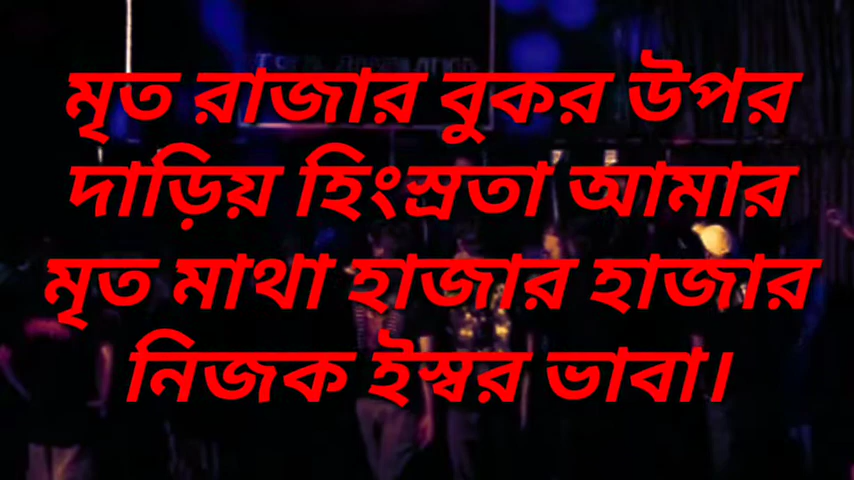 মৃত রাজার বুকর উপর
দাড়িয় হিংস্রতা আমার
মৃত মাথা হাজার হাজার
নিজক ইস্বর ভাবা।